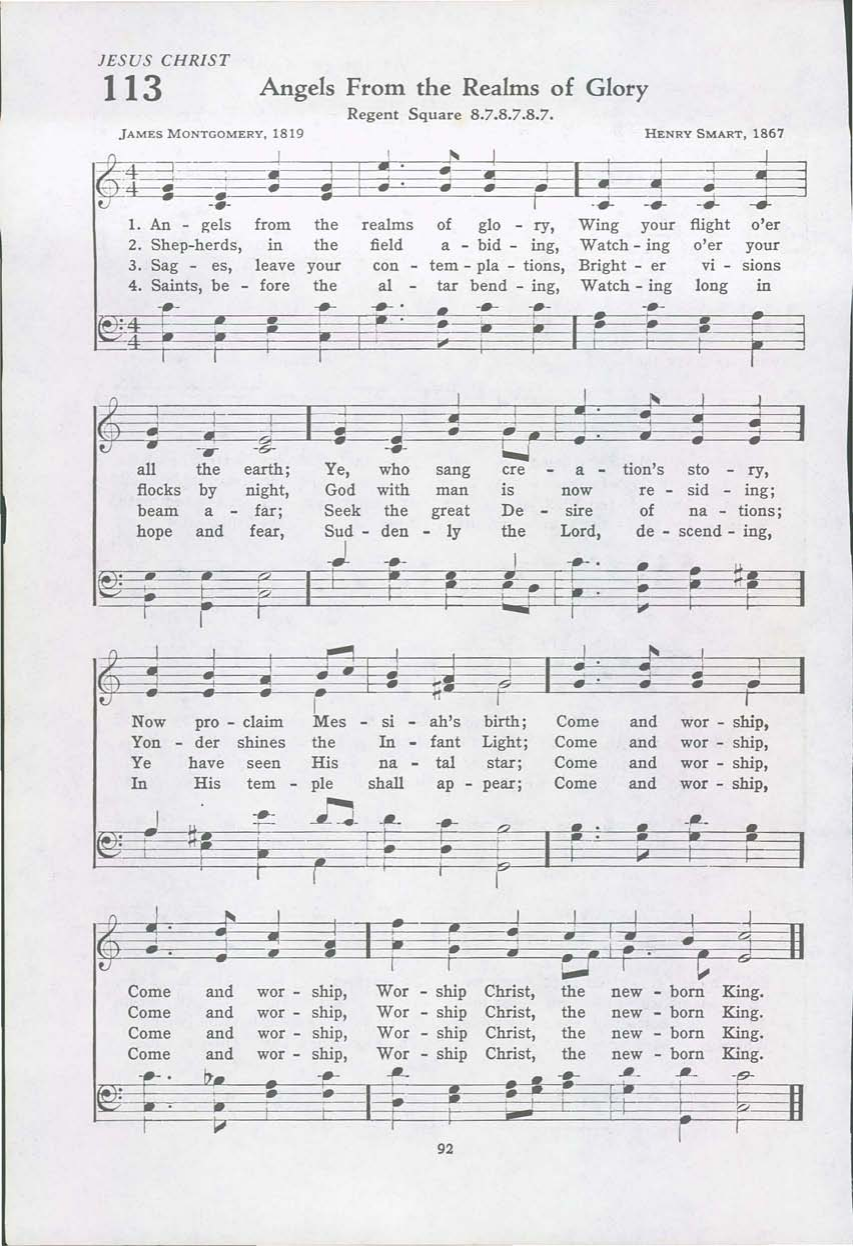 JESUS CHRIST
113 Angels From the Realms of Glory
Regent Square 8.7.8.7.8.7.
JAMES MONTGOMERY, 1819 HENRY SMART, 1867
4 4
1. An - gels from the realms of glo - ry, Wing your flight o'er
2. Shep-herds, in the field a - bid - ing, Watch - ing o'er your
3. Sag - es, leave your con - tem - pla - tions, Bright - er vi - sions
4. Saints, be - fore the al - tar bend - ing, Watch - ing long in
4 4
all the earth; Ye, who sang cre - a - tion's sto - ry,
flocks by night, God with man is now re - sid - ing;
beam a - far; Seek the great De - sire of na - tions;
hope and fear, Sud - den - ly the Lord, de - scend - ing,
Now pro - claim Mes - si - ah's birth; Come and wor - ship,
Yon - der shines the In - fant Light; Come and wor - ship,
Ye have seen His na - tal star; Come and wor - ship,
In His tem - ple shall ap - pear; Come and wor - ship,
Come and wor - ship, Wor - ship Christ, the new - born King.
Come and wor - ship, Wor - ship Christ, the new - born King.
Come and wor - ship, Wor - ship Christ, the new - born King.
Come and wor - ship, Wor - ship Christ, the new - born King.
92